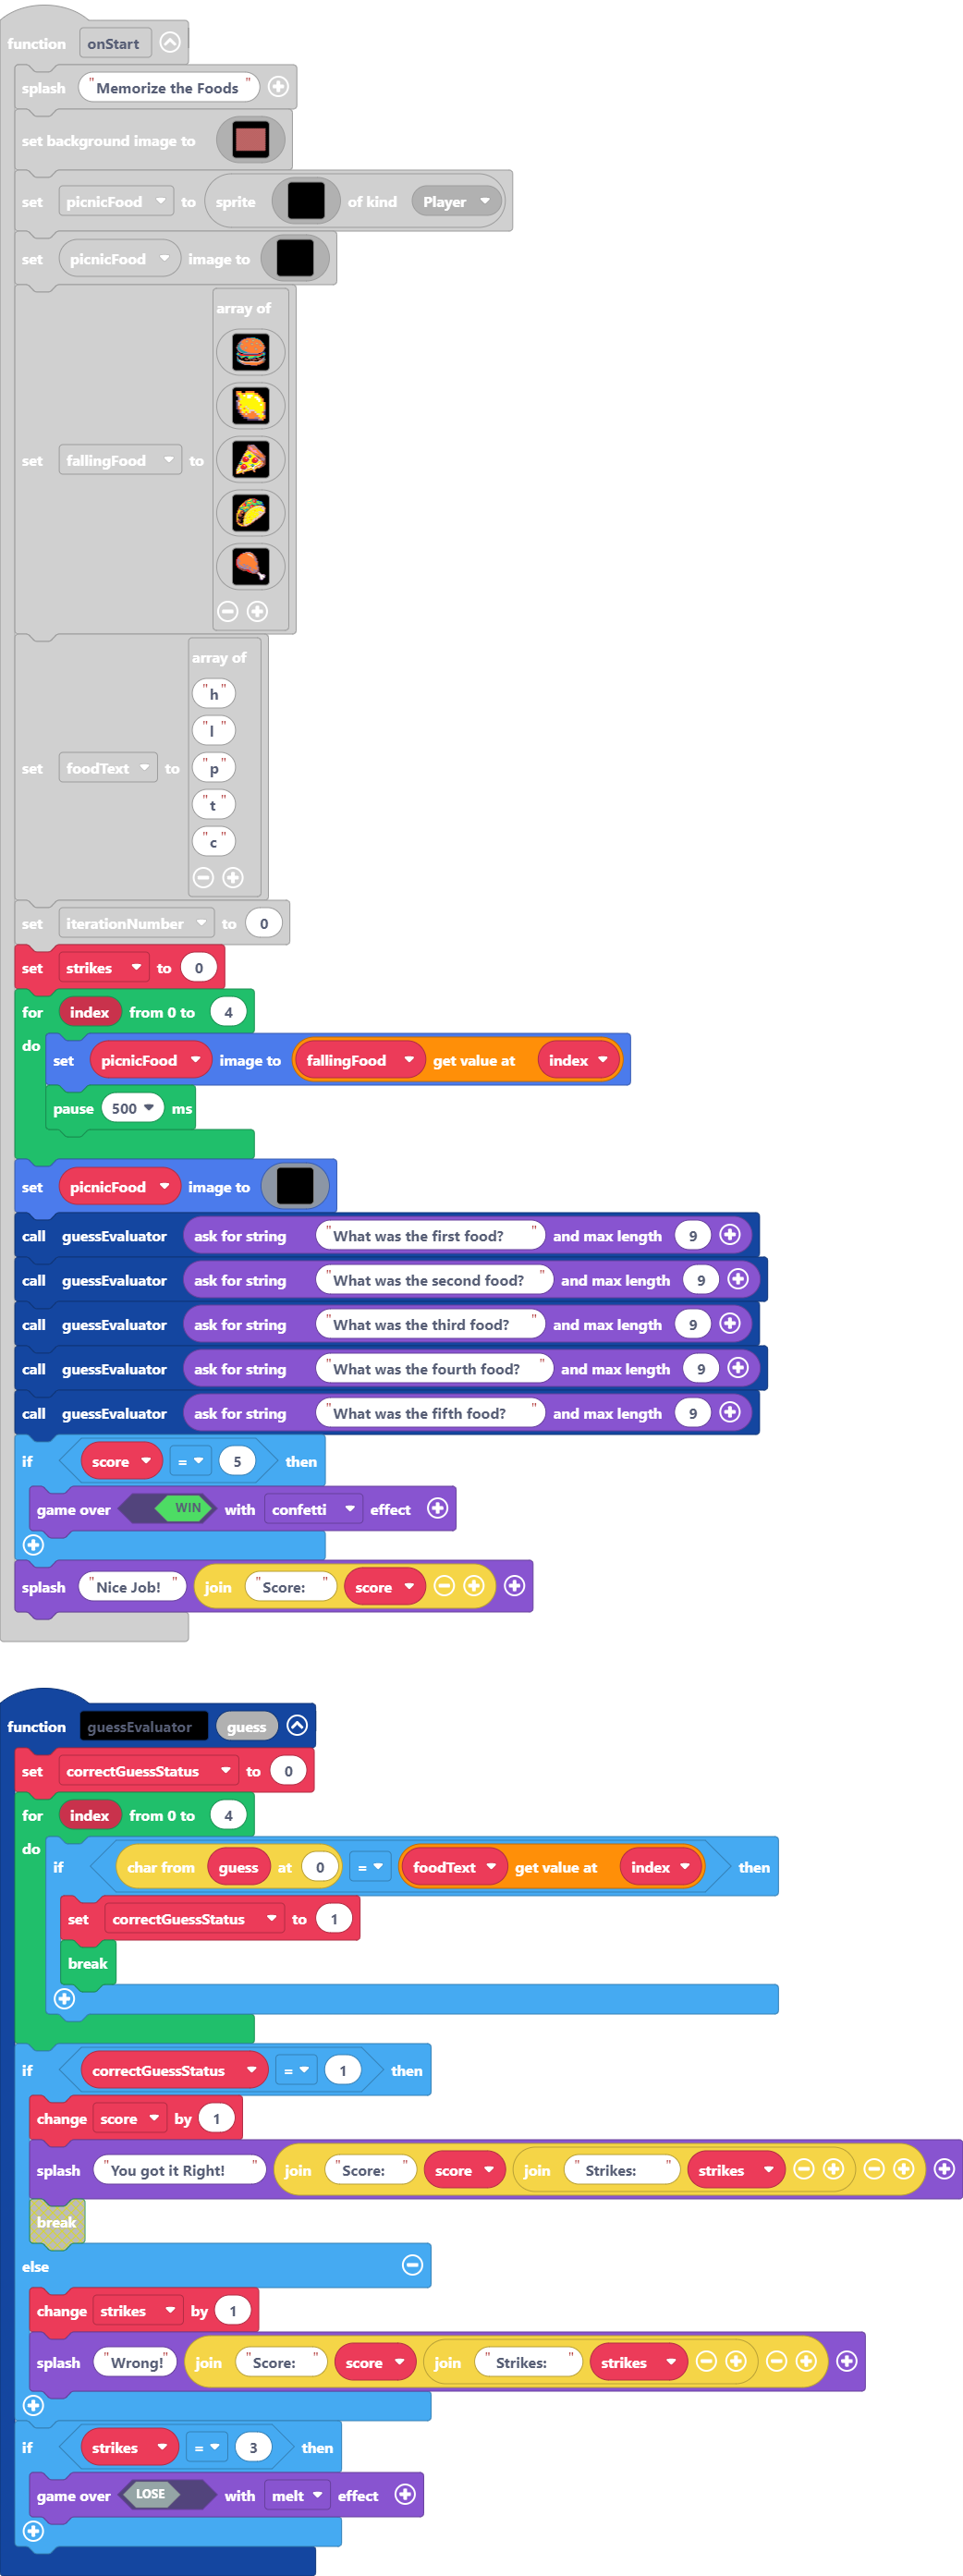 function onStart
splash "Memorize the Foods"
set background image to
set picnicFood to sprite of kind Player
set picnicFood image to
array of
set fallingFood to
array of
"h"
"l"
"p"
set foodText to
"t"
"c"
set iterationNumber to 0
set strikes to 0
for index from 0 to 4
do
set picnicFood image to fallingFood get value at index
pause 500 ms
set picnicFood image to
call guessEvaluator ask for string "What was the first food?" and max length 9
call guessEvaluator ask for string "What was the second food?" and max length 9
call guessEvaluator ask for string "What was the third food?" and max length 9
call guessEvaluator ask for string "What was the fourth food?" and max length 9
call guessEvaluator ask for string "What was the fifth food?" and max length 9
if score = 5 then
game over WIN with confetti effect
splash "Nice Job!" join "Score: " score
function guessEvaluator guess
set correctGuessStatus to 0
for index from 0 to 4
do
if char from guess at 0 = foodText get value at index then
set correctGuessStatus to 1
break
if correctGuessStatus = 1 then
change score by 1
splash "You got it Right!" join "Score: " score join " Strikes: " strikes
break
else
change strikes by 1
splash "Wrong!" join "Score: " score join " Strikes: " strikes
if strikes = 3 then
game over LOSE with melt effect